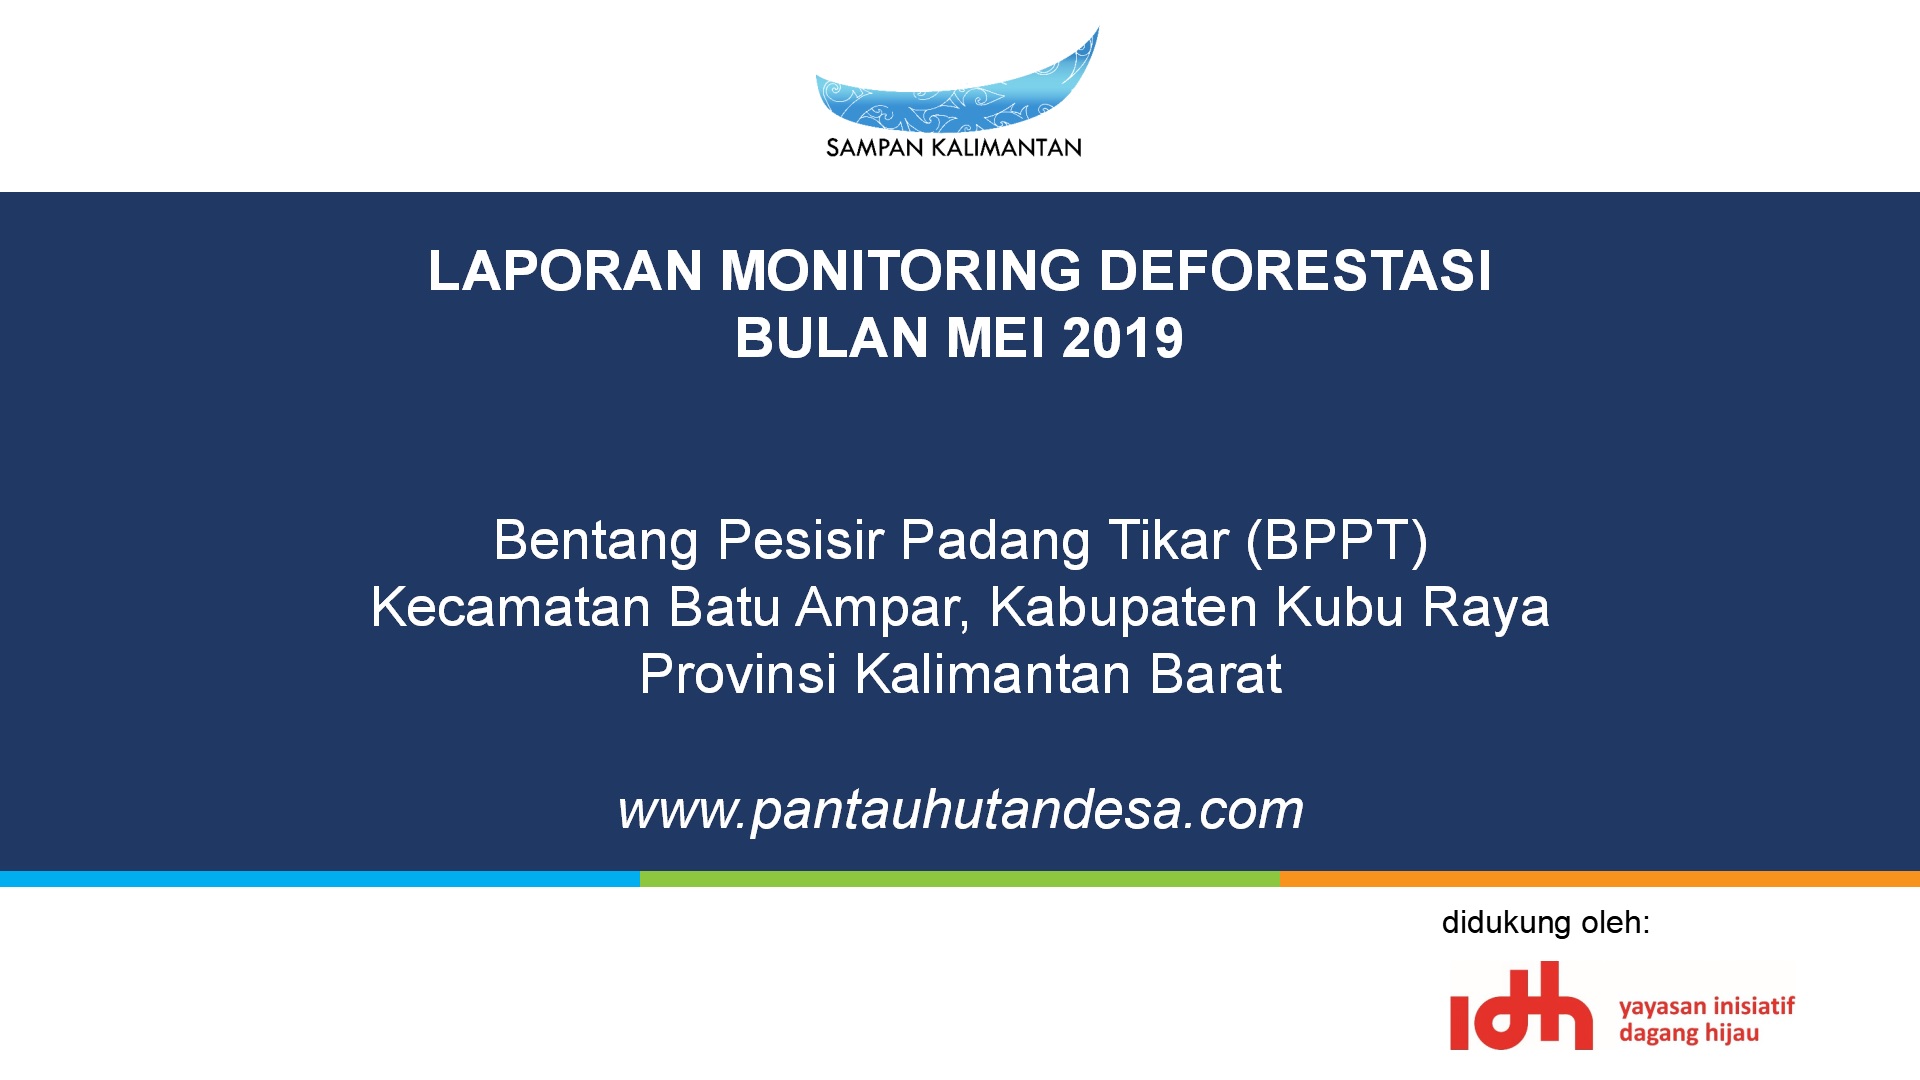 SAMPAN KALIMANTAN
LAPORAN MONITORING DEFORESTASI
BULAN MEI 2019
Bentang Pesisir Padang Tikar (BPPT)
Kecamatan Batu Ampar, Kabupaten Kubu Raya
Provinsi Kalimantan Barat
www.pantauhutandesa.com
didukung oleh:
idh
yayasan inisiatif
dagang hijau